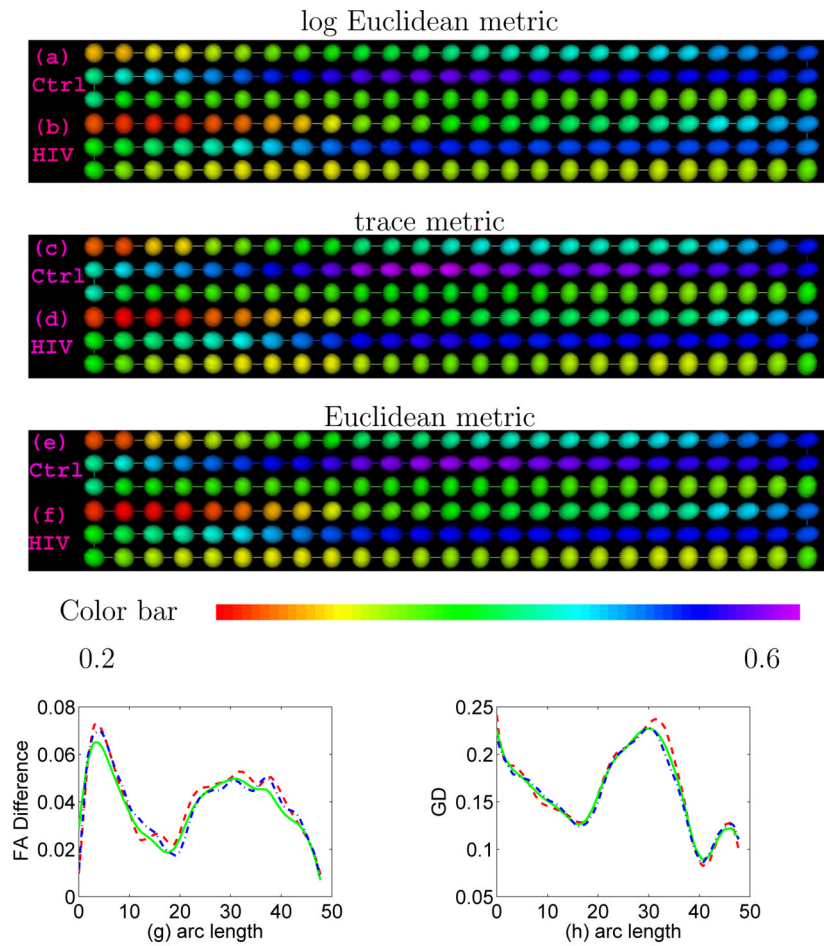 log Euclidean metric
(a)
Ctrl
(b)
HIV
trace metric
(c)
Ctrl
(d)
HIV
Euclidean metric
(e)
Ctrl
(f)
HIV
Color bar
0.2 0.6
0.08
0.06
0.04
0.02
0
FA Difference
0 10 20 30 40 50
(g) arc length
0.25
0.2
0.15
0.1
0.05
GD
0 10 20 30 40 50
(h) arc length